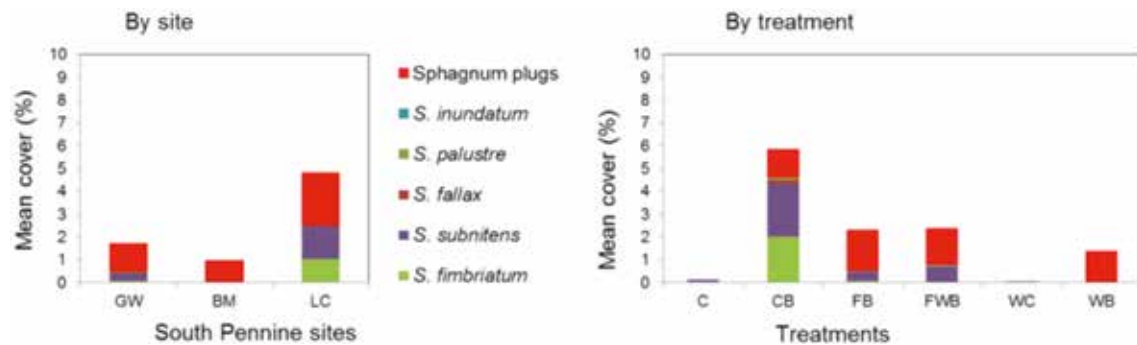 By site
Mean cover (%)
10
9
8
7
6
5
4
3
2
1
0
GW BM LC
South Pennine sites
Sphagnum plugs
S. inundatum
S. palustre
S. fallax
S. subnitens
S. fimbriatum
By treatment
Mean cover (%)
10
9
8
7
6
5
4
3
2
1
0
C CB FB FWB WC WB
Treatments